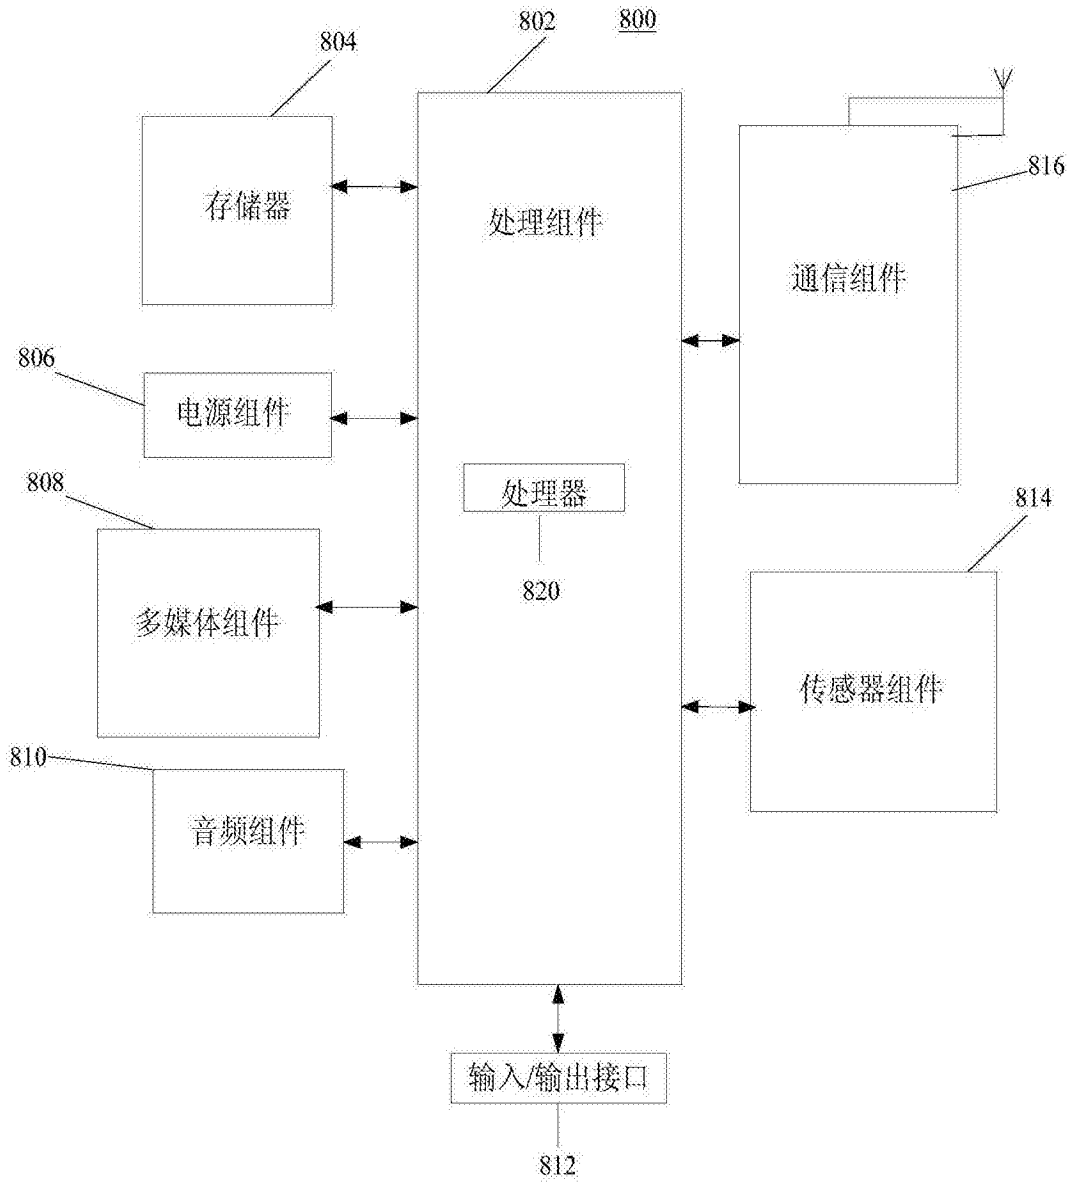 802
800
804
816
存储器
处理组件
通信组件
806
电源组件
808
处理器
814
820
多媒体组件
传感器组件
810
音频组件
输入/输出接口
812